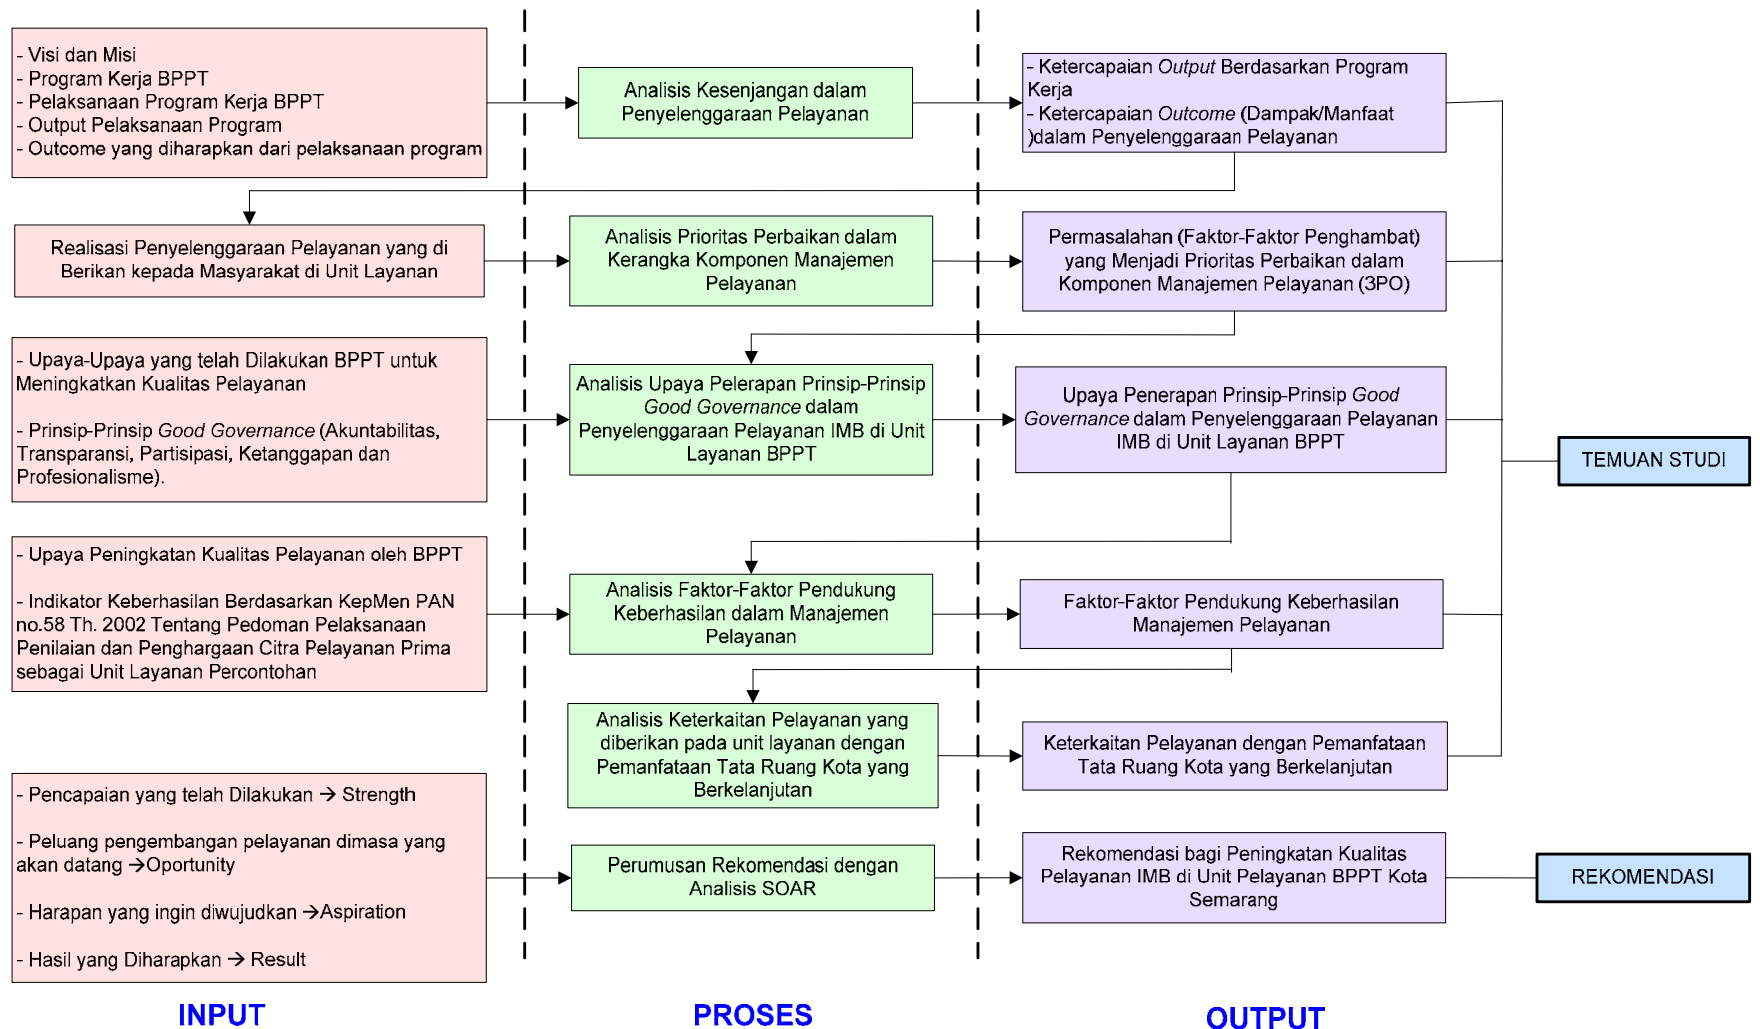 - Visi dan Misi
- Program Kerja BPPT
- Pelaksanaan Program Kerja BPPT
- Output Pelaksanaan Program
- Outcome yang diharapkan dari pelaksanaan program
Analisis Kesenjangan dalam
Penyelenggaraan Pelayanan
- Ketercapaian Output Berdasarkan Program
Kerja
- Ketercapaian Outcome (Dampak/Manfaat
)dalam Penyelenggaraan Pelayanan
Realisasi Penyelenggaraan Pelayanan yang di
Berikan kepada Masyarakat di Unit Layanan
Analisis Prioritas Perbaikan dalam
Kerangka Komponen Manajemen
Pelayanan
Permasalahan (Faktor-Faktor Penghambat)
yang Menjadi Prioritas Perbaikan dalam
Komponen Manajemen Pelayanan (3PO)
- Upaya-Upaya yang telah Dilakukan BPPT untuk
Meningkatkan Kualitas Pelayanan
- Prinsip-Prinsip Good Governance (Akuntabilitas,
Transparansi, Partisipasi, Ketanggapan dan
Profesionalisme).
Analisis Upaya Pelerapan Prinsip-Prinsip
Good Governance dalam
Penyelenggaraan Pelayanan IMB di Unit
Layanan BPPT
Upaya Penerapan Prinsip-Prinsip Good
Governance dalam Penyelenggaraan Pelayanan
IMB di Unit Layanan BPPT
TEMUAN STUDI
- Upaya Peningkatan Kualitas Pelayanan oleh BPPT
- Indikator Keberhasilan Berdasarkan KepMen PAN
no.58 Th. 2002 Tentang Pedoman Pelaksanaan
Penilaian dan Penghargaan Citra Pelayanan Prima
sebagai Unit Layanan Percontohan
Analisis Faktor-Faktor Pendukung
Keberhasilan dalam Manajemen
Pelayanan
Faktor-Faktor Pendukung Keberhasilan
Manajemen Pelayanan
Analisis Keterkaitan Pelayanan yang
diberikan pada unit layanan dengan
Pemanfataan Tata Ruang Kota yang
Berkelanjutan
Keterkaitan Pelayanan dengan Pemanfataan
Tata Ruang Kota yang Berkelanjutan
- Pencapaian yang telah Dilakukan → Strength
- Peluang pengembangan pelayanan dimasa yang
akan datang →Oportunity
- Harapan yang ingin diwujudkan →Aspiration
- Hasil yang Diharapkan → Result
Perumusan Rekomendasi dengan
Analisis SOAR
Rekomendasi bagi Peningkatan Kualitas
Pelayanan IMB di Unit Pelayanan BPPT Kota
Semarang
REKOMENDASI
INPUT
PROSES
OUTPUT